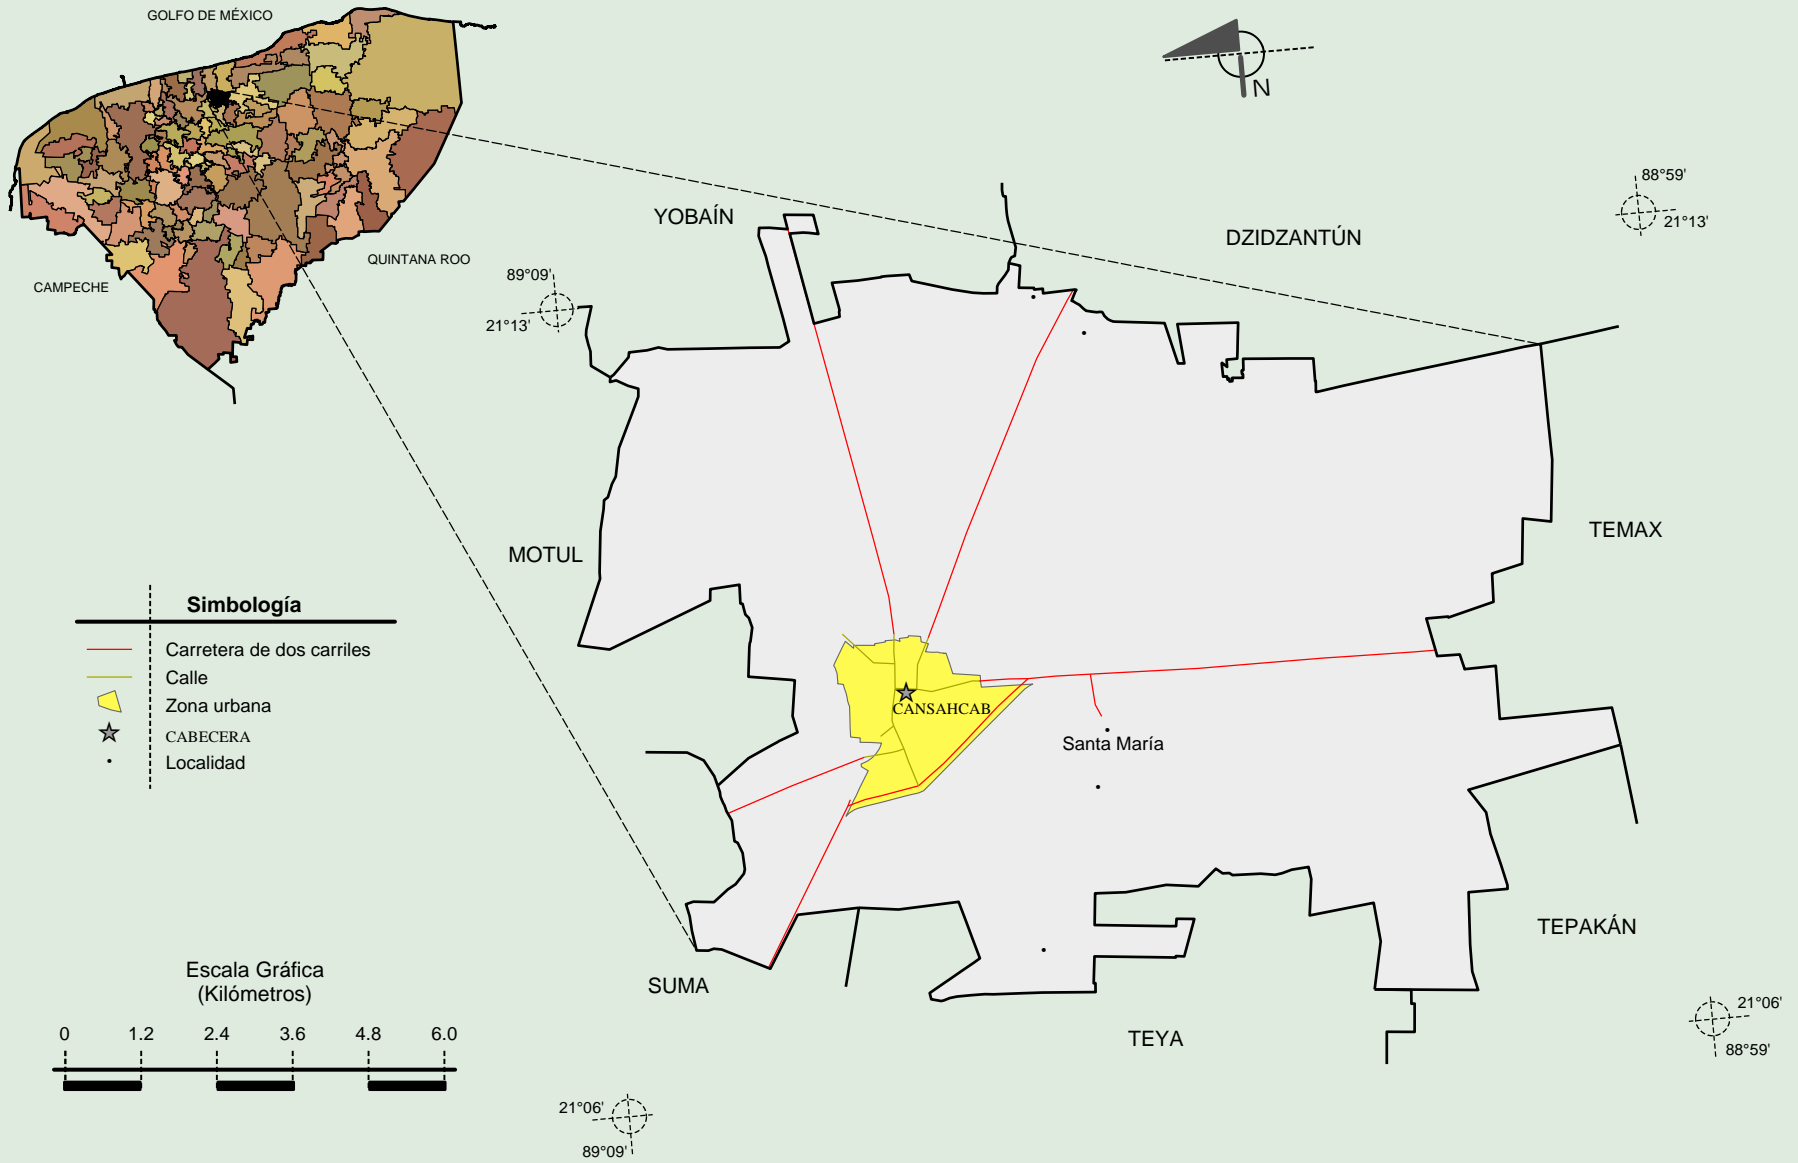 GOLFO DE MÉXICO
N
88°59'
21°13'
YOBAÍN
DZIDZANTÚN
QUINTANA ROO
89°09'
CAMPECHE
21°13'
TEMAX
MOTUL
Simbología
Carretera de dos carriles
Calle
Zona urbana
CABECERA
Localidad
CANSAHCAB
Santa María
TEPAKÁN
Escala Gráfica
(Kilómetros)
0 1.2 2.4 3.6 4.8 6.0
SUMA
TEYA
21°06'
88°59'
21°06'
89°09'